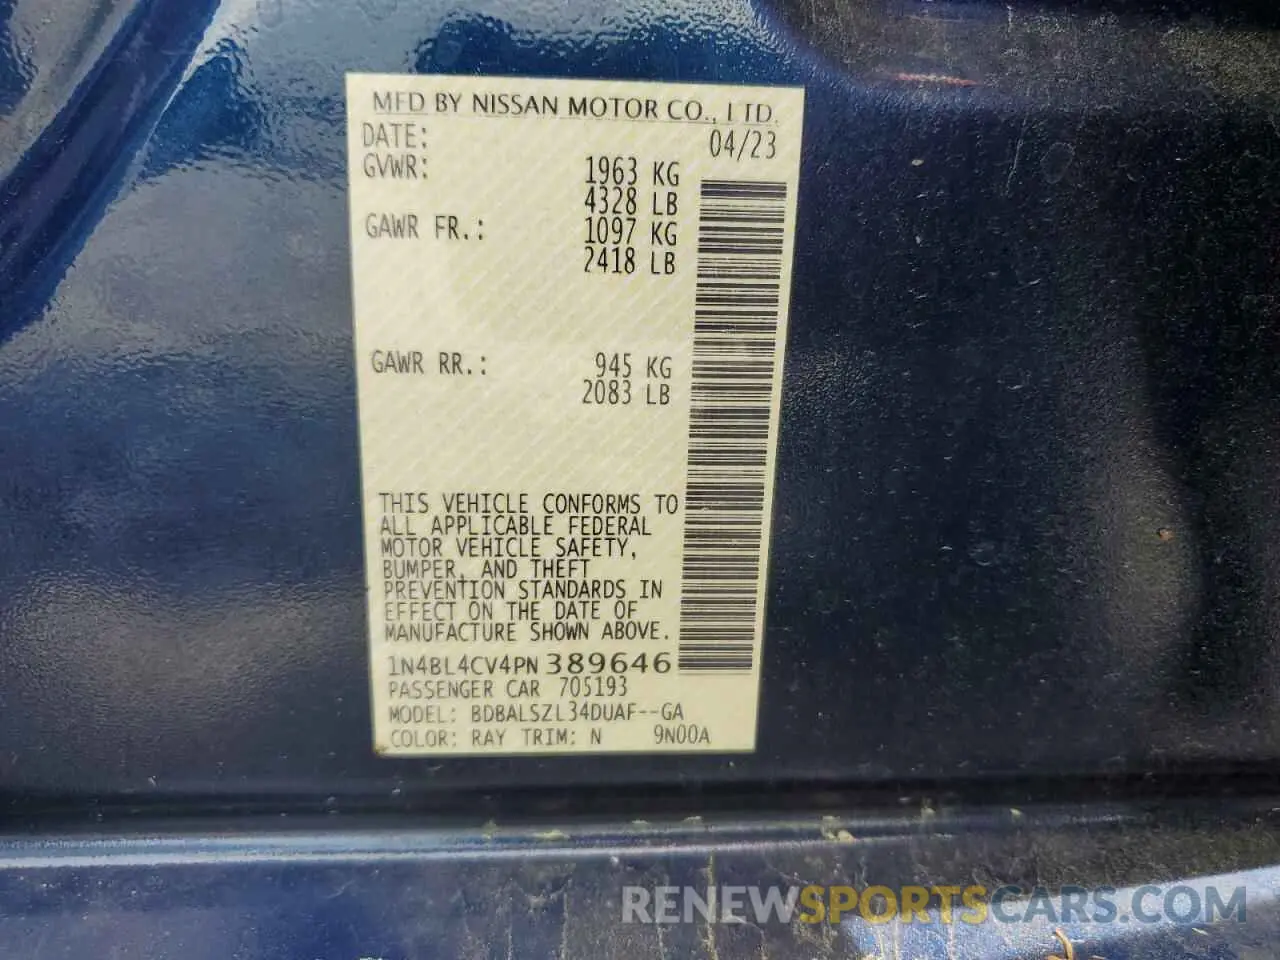 MFD BY NISSAN MOTOR CO., LTD.
DATE: 04/23
GVWR: 1963 KG
4328 LB
GAWR FR.: 1097 KG
2418 LB
GAWR RR.: 945 KG
2083 LB
THIS VEHICLE CONFORMS TO
ALL APPLICABLE FEDERAL
MOTOR VEHICLE SAFETY,
BUMPER, AND THEFT
PREVENTION STANDARDS IN
EFFECT ON THE DATE OF
MANUFACTURE SHOWN ABOVE.
1N4BL4CV4PN389646
PASSENGER CAR 705193
MODEL: BDBALSZL34DUAF--GA
COLOR: RAY TRIM: N 9N00A
RENEWSPORTSCARS.COM